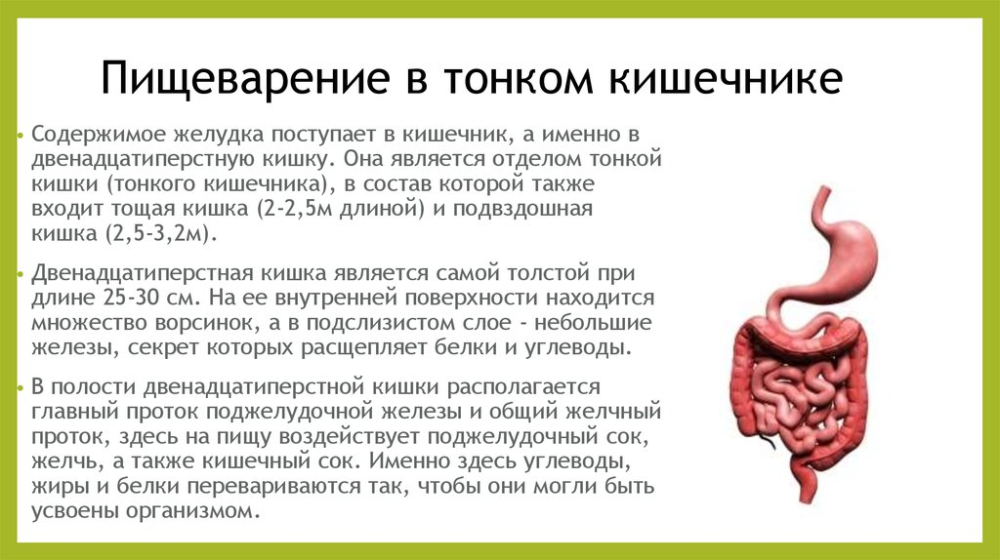 Пищеварение в тонком кишечнике
• Содержимое желудка поступает в кишечник, а именно в
двенадцатиперстную кишку. Она является отделом тонкой
кишки (тонкого кишечника), в состав которой также
входит тощая кишка (2-2,5м длиной) и подвздошная
кишка (2,5-3,2м).
• Двенадцатиперстная кишка является самой толстой при
длине 25-30 см. На ее внутренней поверхности находится
множество ворсинок, а в подслизистом слое - небольшие
железы, секрет которых расщепляет белки и углеводы.
• В полости двенадцатиперстной кишки располагается
главный проток поджелудочной железы и общий желчный
проток, здесь на пищу воздействует поджелудочный сок,
желчь, а также кишечный сок. Именно здесь углеводы,
жиры и белки перевариваются так, чтобы они могли быть
усвоены организмом.